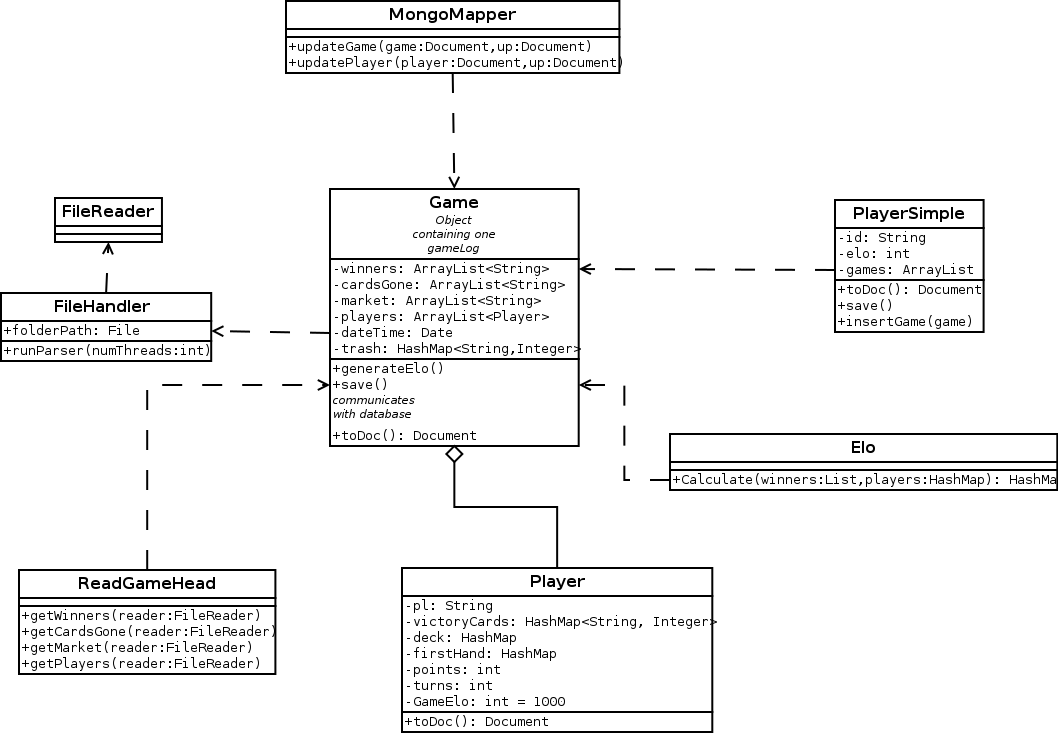 MongoMapper
+updateGame(game:Document,up:Document)
+updatePlayer(player:Document,up:Document)
FileReader
Game
Object
containing one
gameLog
-winners: ArrayList<String>
-cardsGone: ArrayList<String>
-market: ArrayList<String>
-players: ArrayList<Player>
-dateTime: Date
-trash: HashMap<String,Integer>
+generateElo()
+save()
communicates
with database
+toDoc(): Document
PlayerSimple
-id: String
-elo: int
-games: ArrayList
+toDoc(): Document
+save()
+insertGame(game)
FileHandler
+folderPath: File
+runParser(numThreads:int)
Elo
+Calculate(winners:List,players:HashMap): HashMa
ReadGameHead
+getWinners(reader:FileReader)
+getCardsGone(reader:FileReader)
+getMarket(reader:FileReader)
+getPlayers(reader:FileReader)
Player
-pl: String
-victoryCards: HashMap<String, Integer>
-deck: HashMap
-firstHand: HashMap
-points: int
-turns: int
-GameElo: int = 1000
+toDoc(): Document